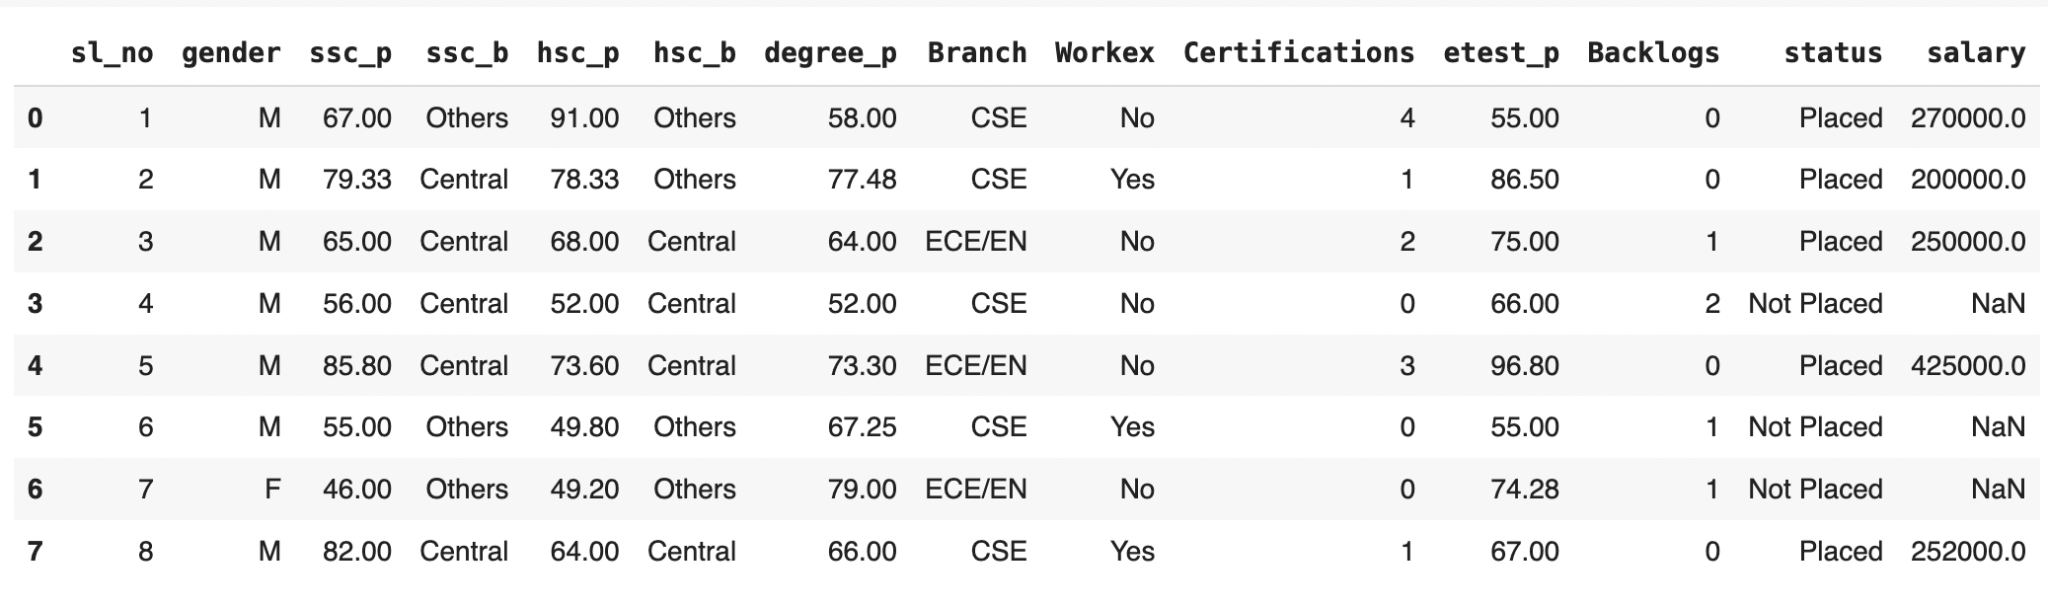 sl_no gender ssc_p ssc_b hsc_p hsc_b degree_p Branch Workex Certifications etest_p Backlogs status salary
0 1 M 67.00 Others 91.00 Others 58.00 CSE No 4 55.00 0 Placed 270000.0
1 2 M 79.33 Central 78.33 Others 77.48 CSE Yes 1 86.50 0 Placed 200000.0
2 3 M 65.00 Central 68.00 Central 64.00 ECE/EN No 2 75.00 1 Placed 250000.0
3 4 M 56.00 Central 52.00 Central 52.00 CSE No 0 66.00 2 Not Placed NaN
4 5 M 85.80 Central 73.60 Central 73.30 ECE/EN No 3 96.80 0 Placed 425000.0
5 6 M 55.00 Others 49.80 Others 67.25 CSE Yes 0 55.00 1 Not Placed NaN
6 7 F 46.00 Others 49.20 Others 79.00 ECE/EN No 0 74.28 1 Not Placed NaN
7 8 M 82.00 Central 64.00 Central 66.00 CSE Yes 1 67.00 0 Placed 252000.0